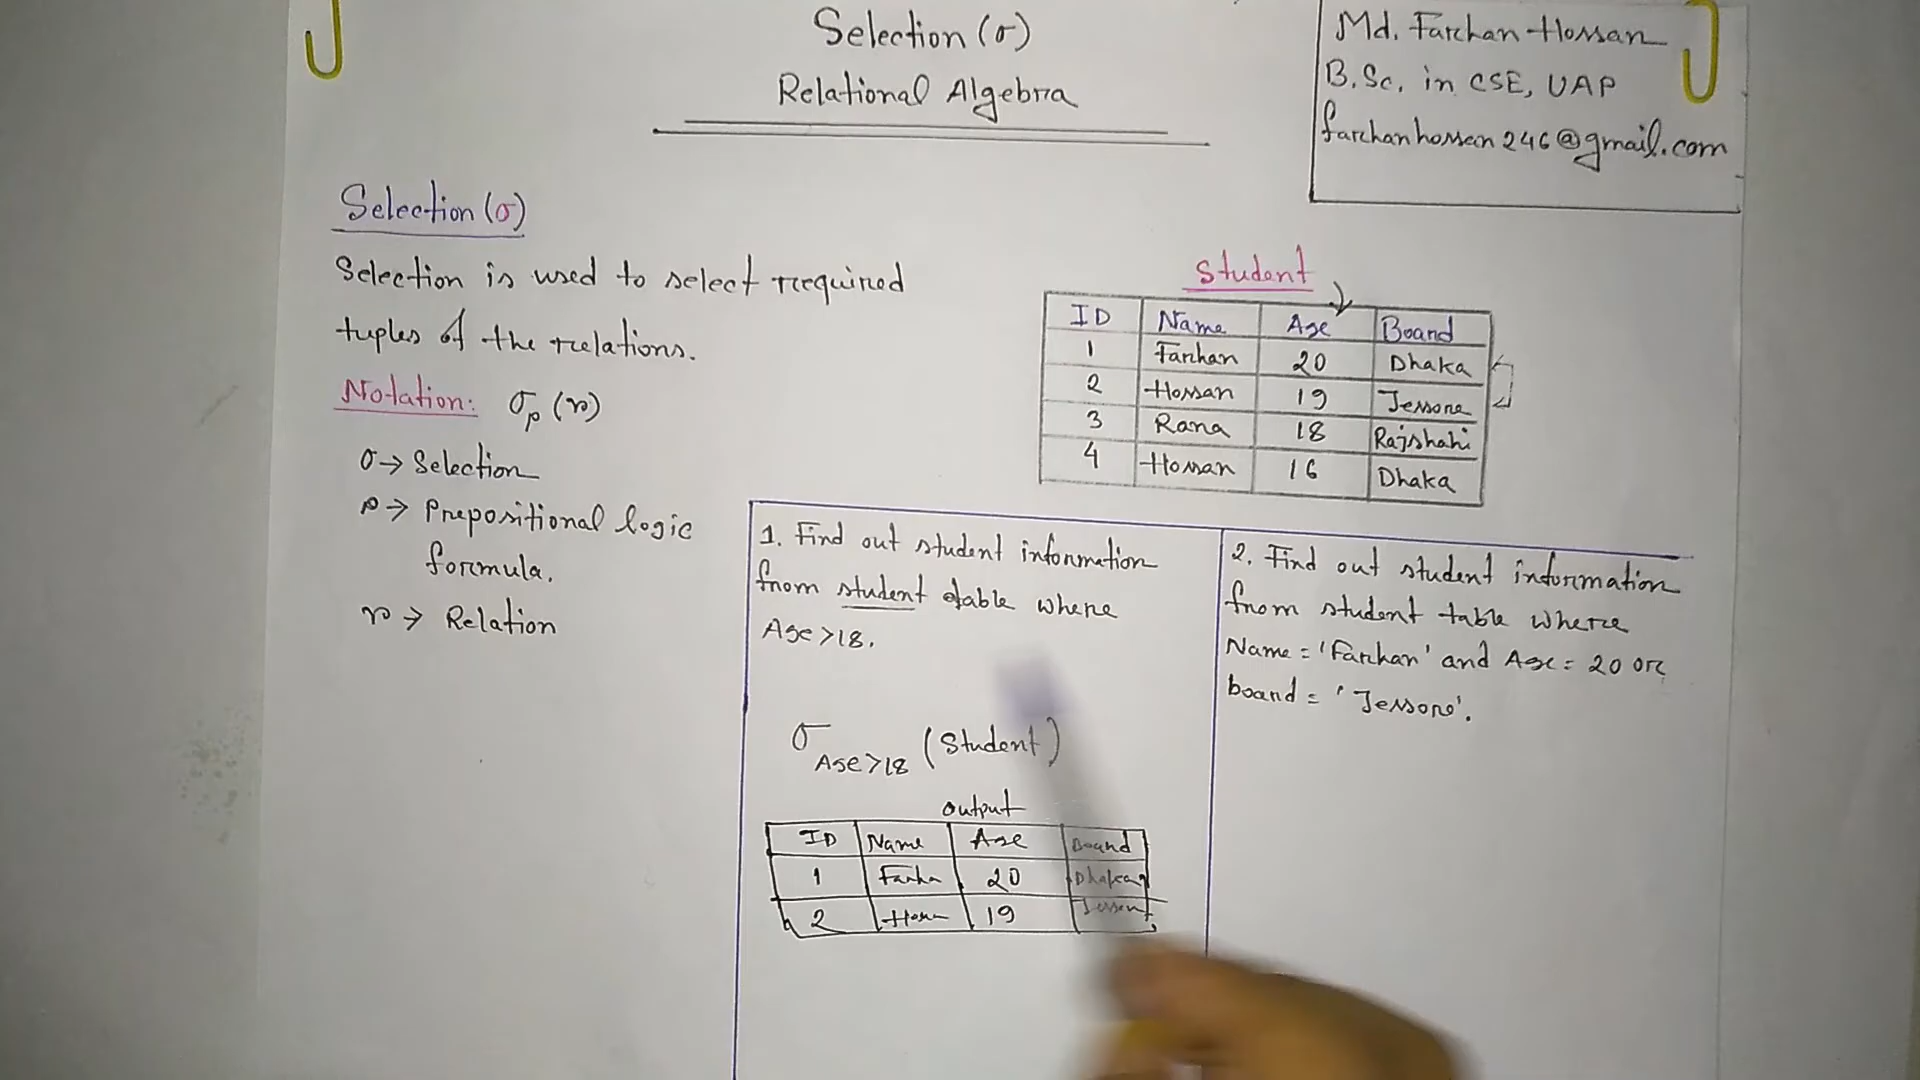 Selection (σ)
Relational Algebra
Md. Farhan Hossan
B.Sc. in CSE, UAP
farhanhossan246@gmail.com
Selection (σ)
Selection is used to select required
tuples of the relations.
Notation: σp (r)
σ → Selection
p → Prepositional logic
formula.
r → Relation
Student
ID Name Age Board
1 Farhan 20 Dhaka
2 Hossan 19 Jessore
3 Rana 18 Rajshahi
4 Hossan 16 Dhaka
1. Find out student information
from student table where
Age > 18.
σ Age > 18 (Student)
output
ID Name Age Board
1 Farha 20 Dhaka
2 19
2. Find out student information
from student table where
Name = 'Farhan' and Age = 20 or
board = 'Jessore'.